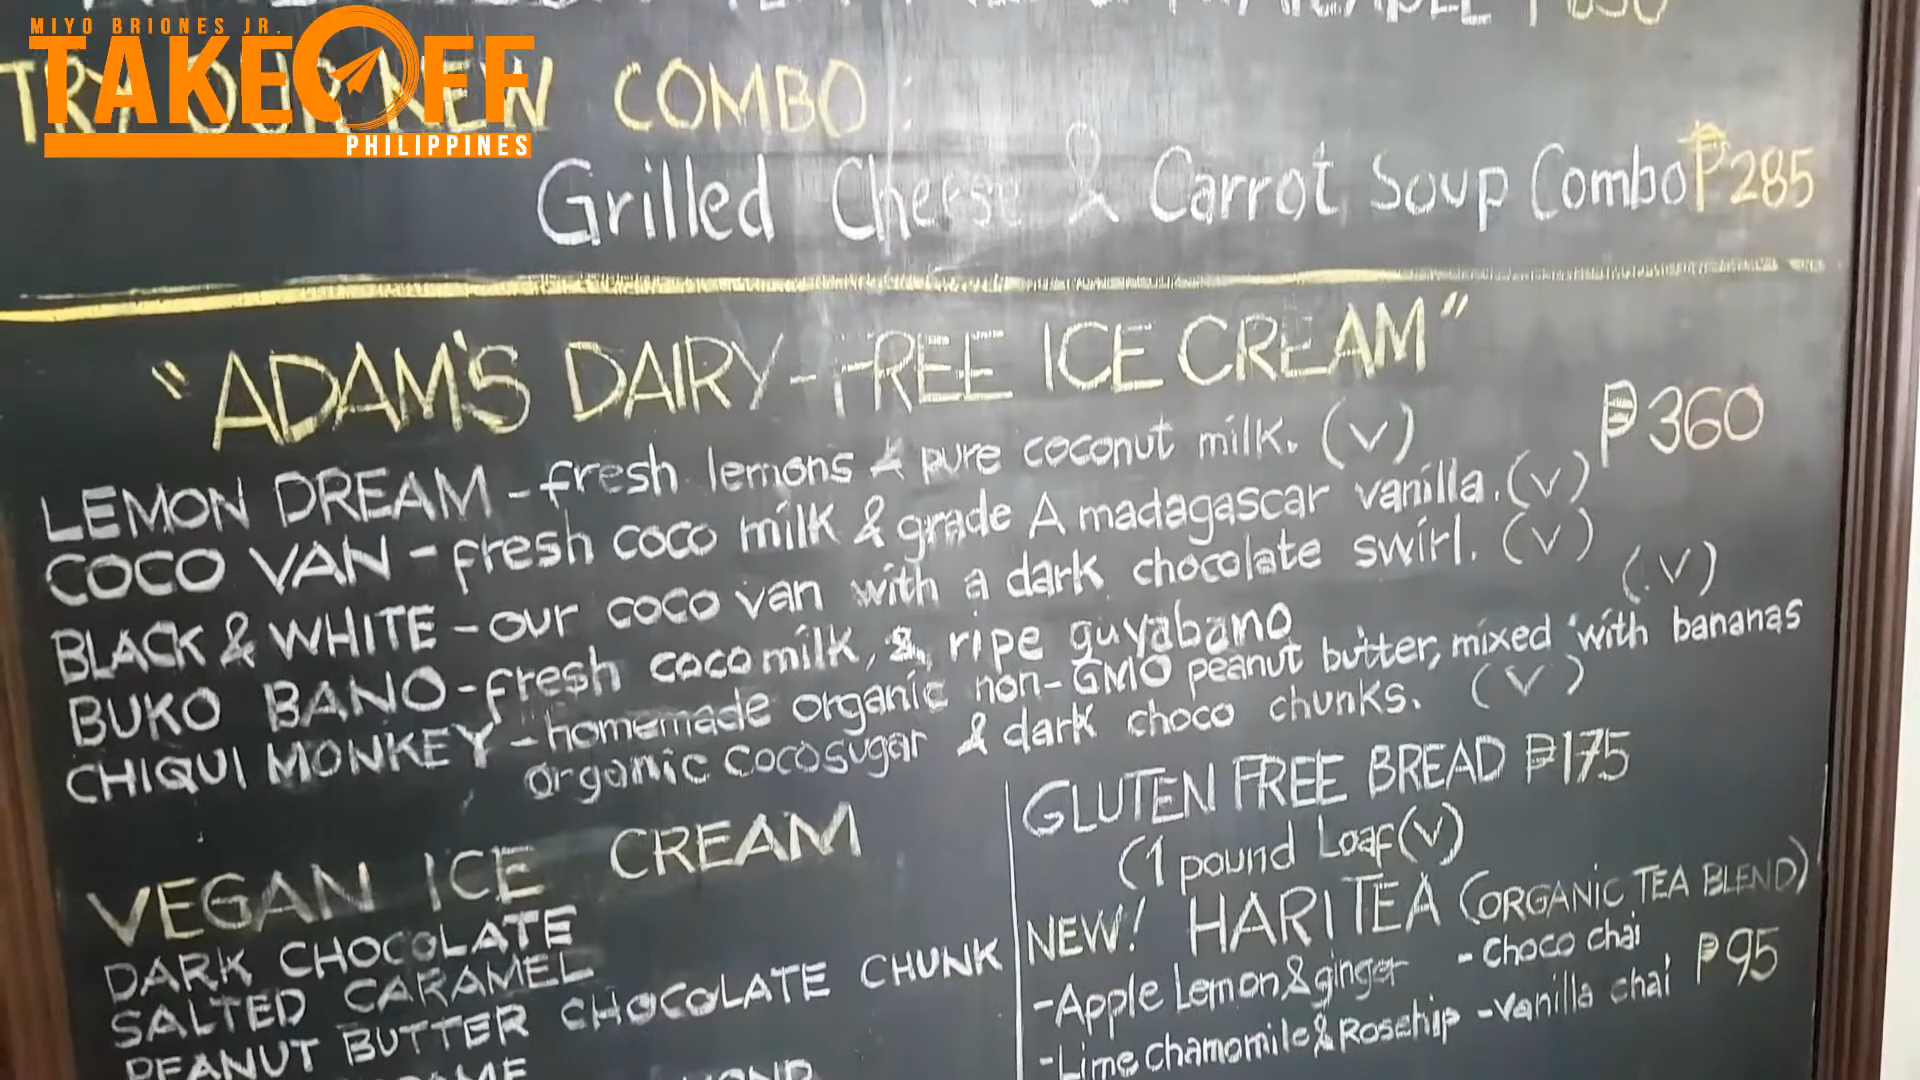 MIYO BRIONES JR.
TAKEOFF
PHILIPPINES
₱650
TRY OUR NEW COMBO:
Grilled Cheese & Carrot Soup Combo ₱285
"ADAM'S DAIRY-FREE ICE CREAM"
₱360
LEMON DREAM - fresh lemons & pure coconut milk. (V)
COCO VAN - fresh coco milk & grade A madagascar vanilla. (V)
BLACK & WHITE - our coco van with a dark chocolate swirl. (V)
BUKO BANO - fresh coco milk, & ripe guyabano (V)
CHIQUI MONKEY - homemade organic non-GMO peanut butter, mixed with bananas
organic cocosugar & dark choco chunks. (V)
VEGAN ICE CREAM
DARK CHOCOLATE
SALTED CARAMEL
PEANUT BUTTER CHOCOLATE CHUNK
GLUTEN FREE BREAD ₱175
(1 pound Loaf (V)
NEW! HARI TEA (ORGANIC TEA BLEND)
-Apple Lemon & ginger - Choco chai ₱95
-Lime Chamomile & Rosehip - Vanilla chai